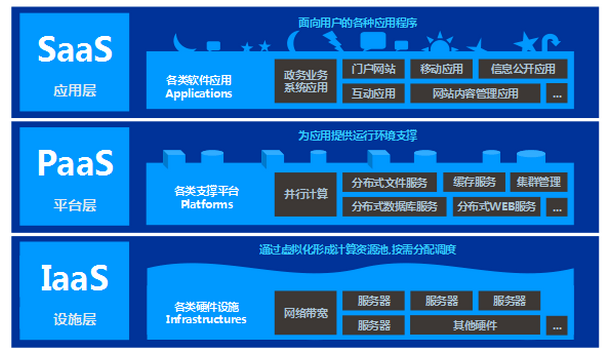 SaaS
应用层
面向用户的各种应用程序
各类软件应用
Applications
政务业务
系统应用
门户网站
移动应用
信息公开应用
互动应用
网站内容管理应用
...
PaaS
平台层
为应用提供运行环境支撑
各类支撑平台
Platforms
并行计算
分布式文件服务
缓存服务
集群管理
分布式数据库服务
分布式WEB服务
...
IaaS
设施层
通过虚拟化形成计算资源池,按需分配调度
各类硬件设施
Infrastructures
网络带宽
服务器
服务器
服务器
服务器
其他硬件
...